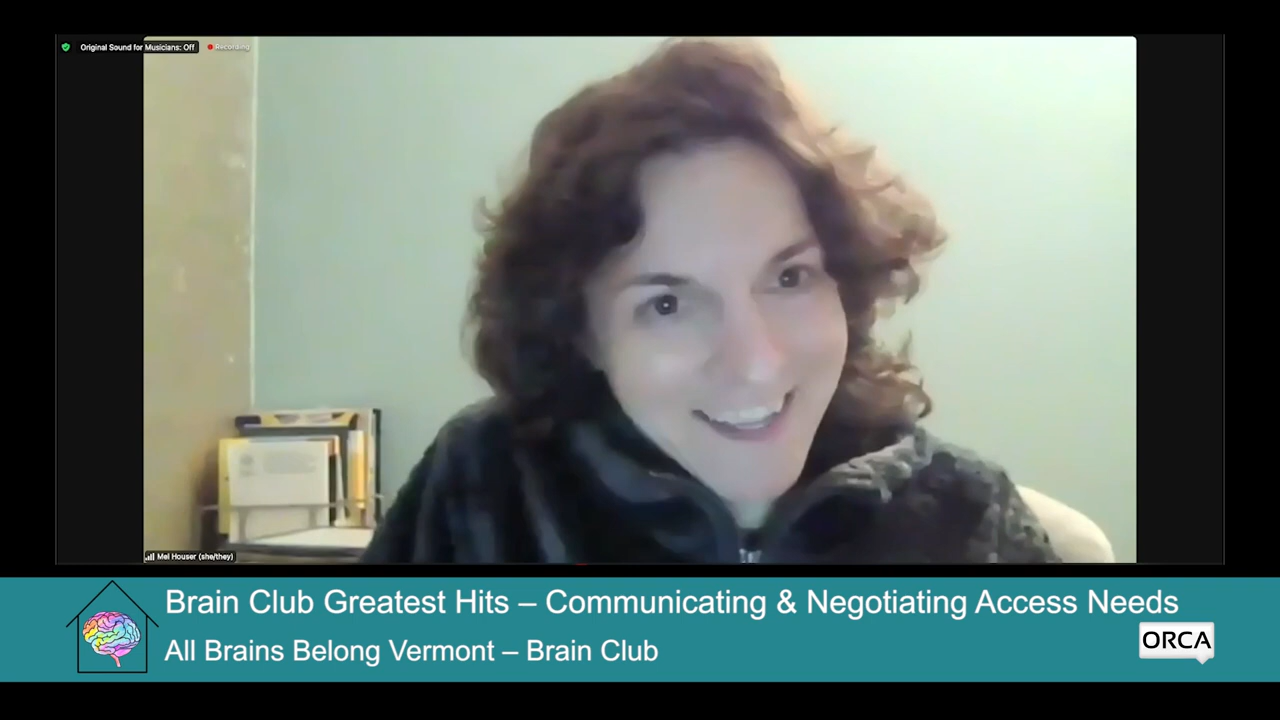 Original Sound for Musicians: Off
Recording
Mel Houser (she/they)
Brain Club Greatest Hits – Communicating & Negotiating Access Needs
All Brains Belong Vermont – Brain Club
ORCA